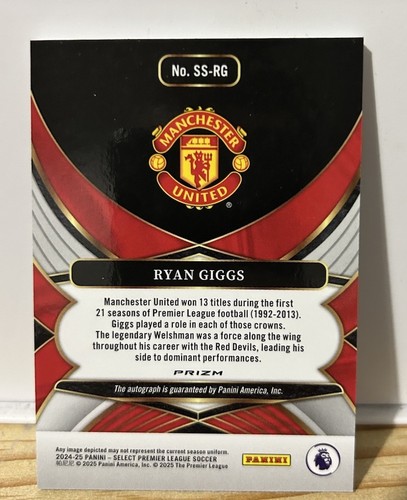 No. SS-RG
MANCHESTER
UNITED
®
RYAN GIGGS
Manchester United won 13 titles during the first
21 seasons of Premier League football (1992-2013).
Giggs played a role in each of those crowns.
The legendary Welshman was a force along the wing
throughout his career with the Red Devils, leading his
side to dominant performances.
PRIZM
The autograph is guaranteed by Panini America, Inc.
Any image depicted may not represent the current season uniform.
2024-25 PANINI – SELECT PREMIER LEAGUE SOCCER
帕尼尼 © 2025 Panini America, Inc. © 2025 The Premier League
PANINI